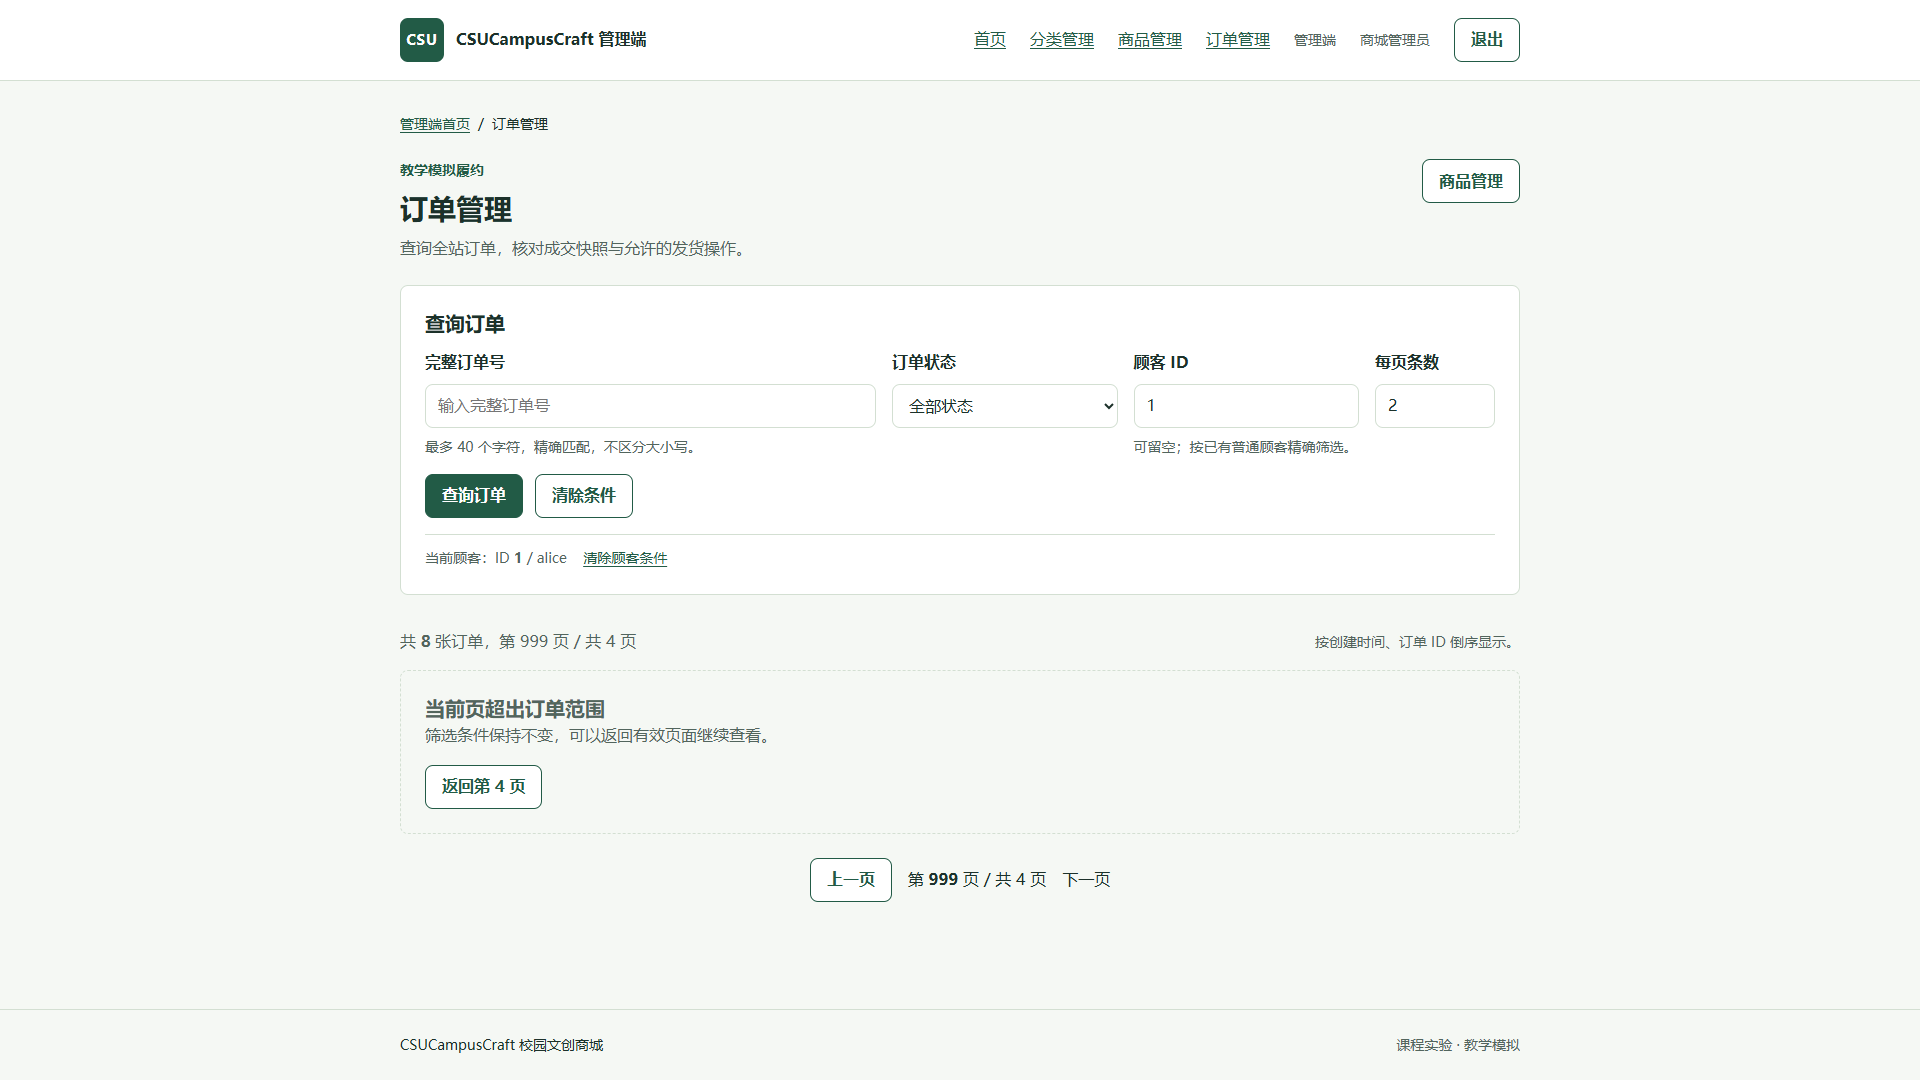 CSU CSUCampusCraft 管理端 首页 分类管理 商品管理 订单管理 管理端 商城管理员 退出
管理端首页 / 订单管理
教学模拟履约
商品管理
订单管理
查询全站订单，核对成交快照与允许的发货操作。
查询订单
完整订单号 订单状态 顾客 ID 每页条数
输入完整订单号 全部状态 1 2
最多 40 个字符，精确匹配，不区分大小写。 可留空；按已有普通顾客精确筛选。
查询订单 清除条件
当前顾客：ID 1 / alice 清除顾客条件
共 8 张订单，第 999 页 / 共 4 页 按创建时间、订单 ID 倒序显示。
当前页超出订单范围
筛选条件保持不变，可以返回有效页面继续查看。
返回第 4 页
上一页 第 999 页 / 共 4 页 下一页
CSUCampusCraft 校园文创商城 课程实验 · 教学模拟